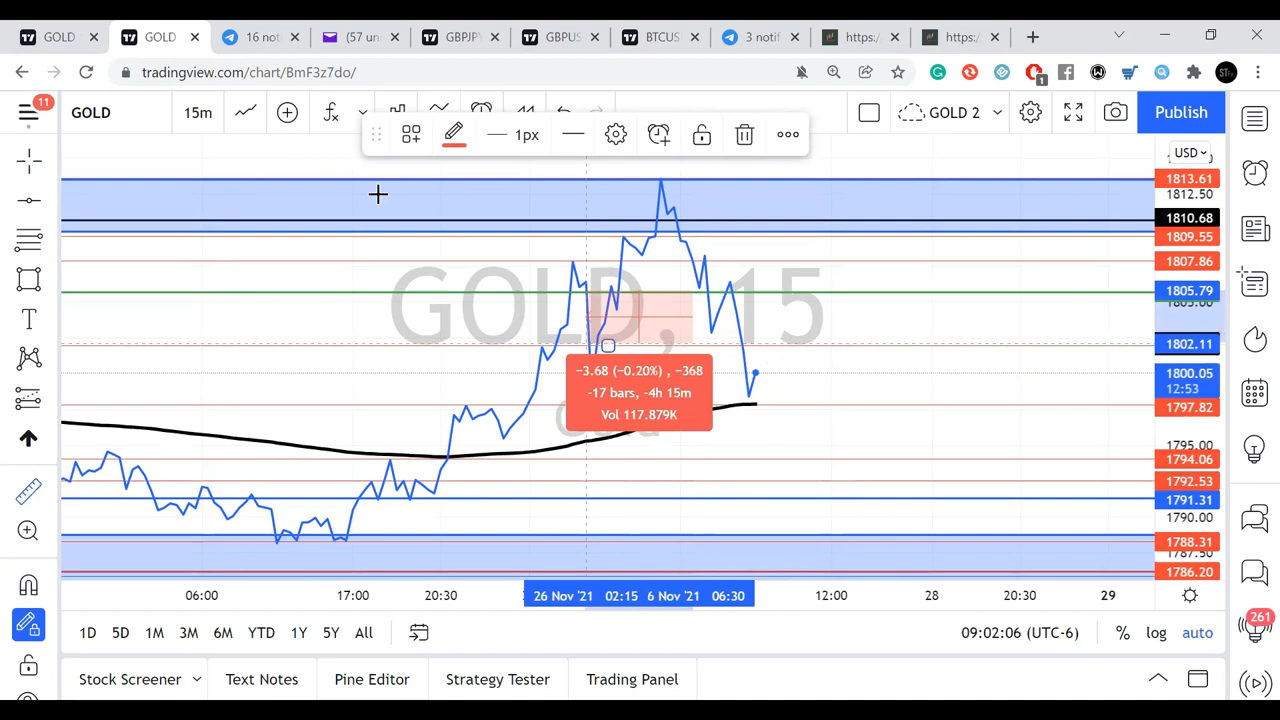 GOLD
GOLD
16 not
(57 un
GBPJP
GBPUS
BTCUS
3 notif
https:/
https:/
tradingview.com/chart/BmF3z7do/
1
ST
11
GOLD
15m
GOLD 2
Publish
1px
USD
1813.61
1812.50
1810.68
1809.55
1807.86
1805.79
1805.00
1802.11
1800.05
12:53
1797.82
1795.00
1794.06
1792.53
1791.31
1790.00
1788.31
1787.50
1786.20
GOLD, 15
−3.68 (−0.20%) , −368
-17 bars, -4h 15m
Vol 117.879K
06:00
17:00
20:30
26 Nov '21
02:15
6 Nov '21
06:30
12:00
28
20:30
29
1D
5D
1M
3M
6M
YTD
1Y
5Y
All
09:02:06 (UTC-6)
%
log
auto
261
Stock Screener
Text Notes
Pine Editor
Strategy Tester
Trading Panel